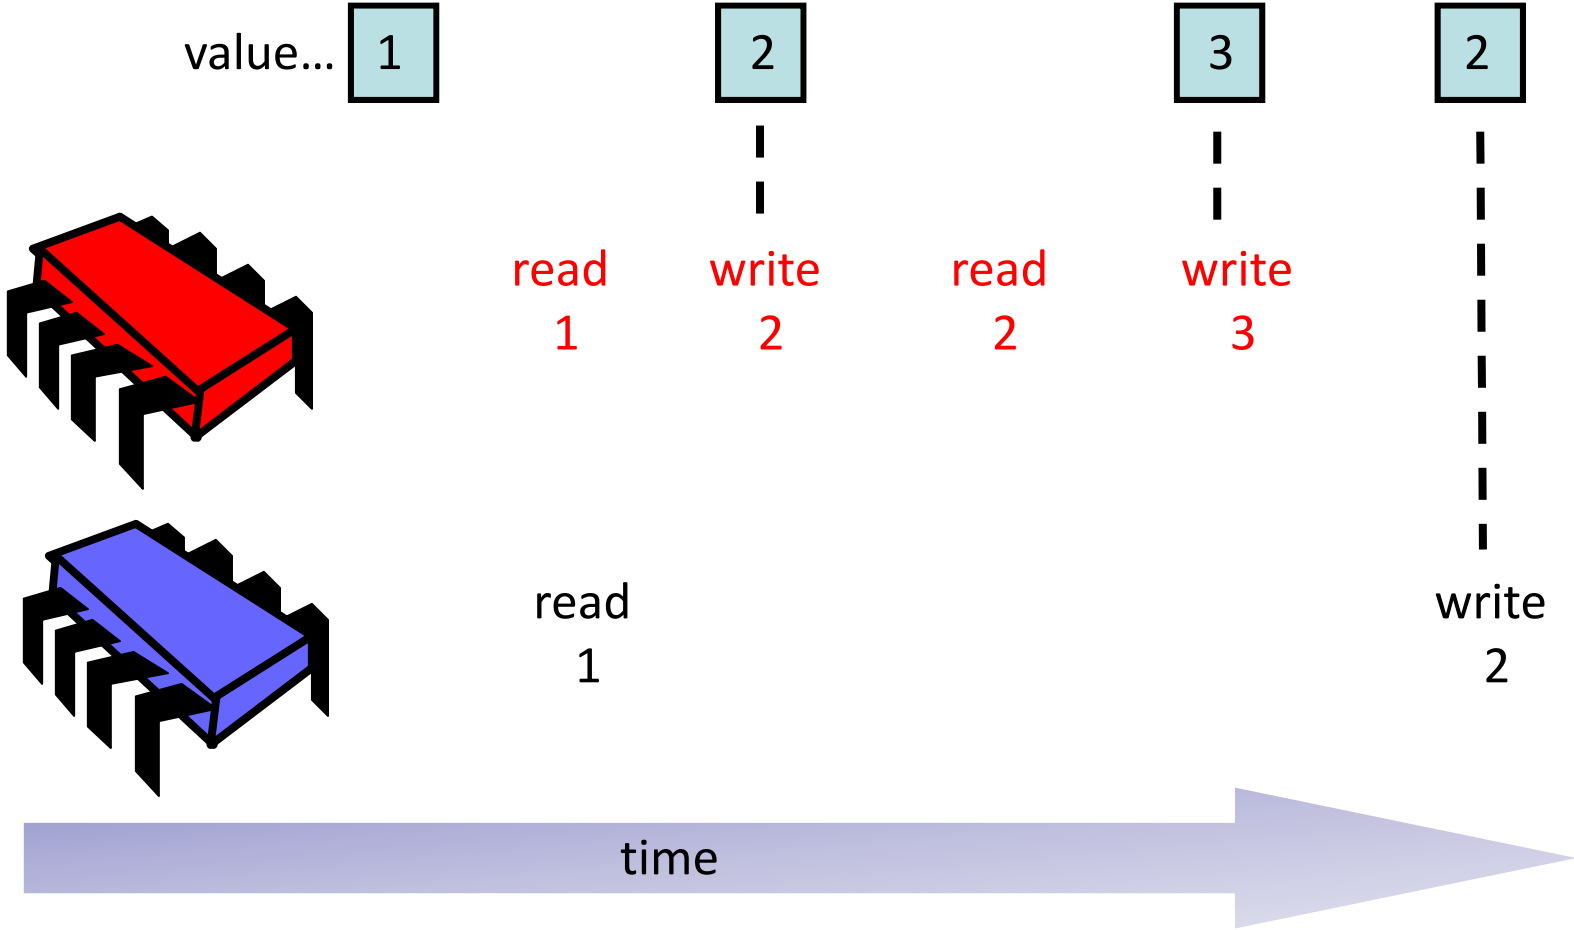 value... 1 2 3 2
read write read write
1 2 2 3
read write
1 2
time